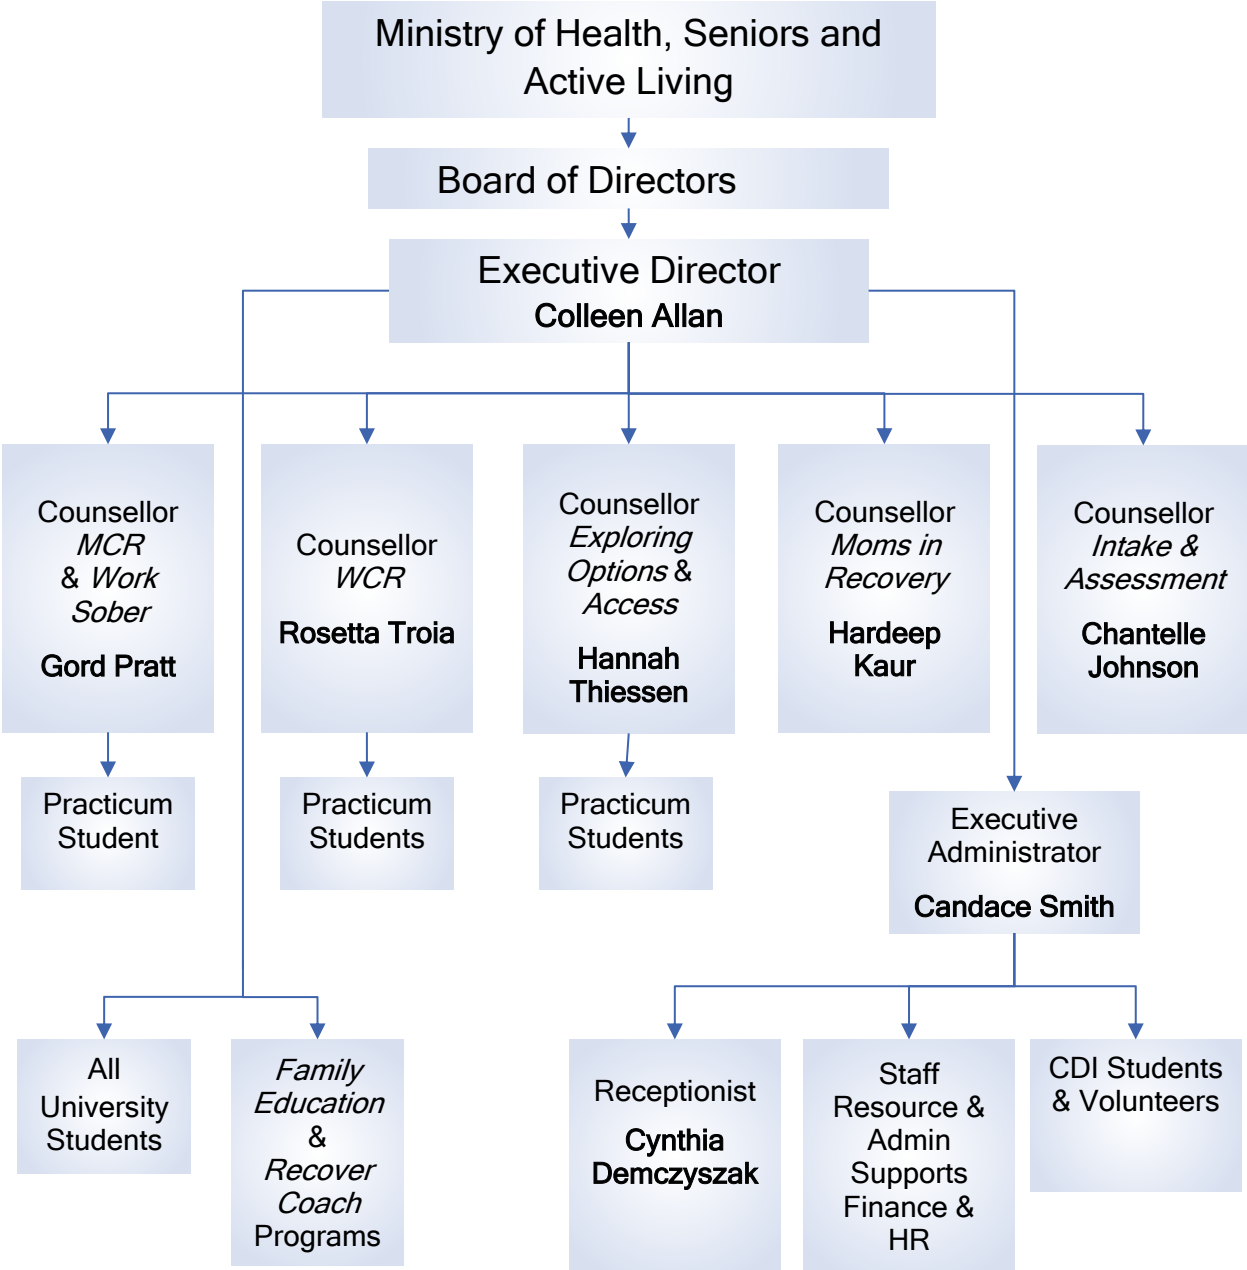 Ministry of Health, Seniors and
Active Living
Board of Directors
Executive Director
Colleen Allan
Counsellor
MCR
& Work
Sober
Gord Pratt
Counsellor
WCR
Rosetta Troia
Counsellor
Exploring
Options &
Access
Hannah
Thiessen
Counsellor
Moms in
Recovery
Hardeep
Kaur
Counsellor
Intake &
Assessment
Chantelle
Johnson
Practicum
Student
Practicum
Students
Practicum
Students
Executive
Administrator
Candace Smith
All
University
Students
Family
Education
&
Recover
Coach
Programs
Receptionist
Cynthia
Demczyszak
Staff
Resource &
Admin
Supports
Finance &
HR
CDI Students
& Volunteers